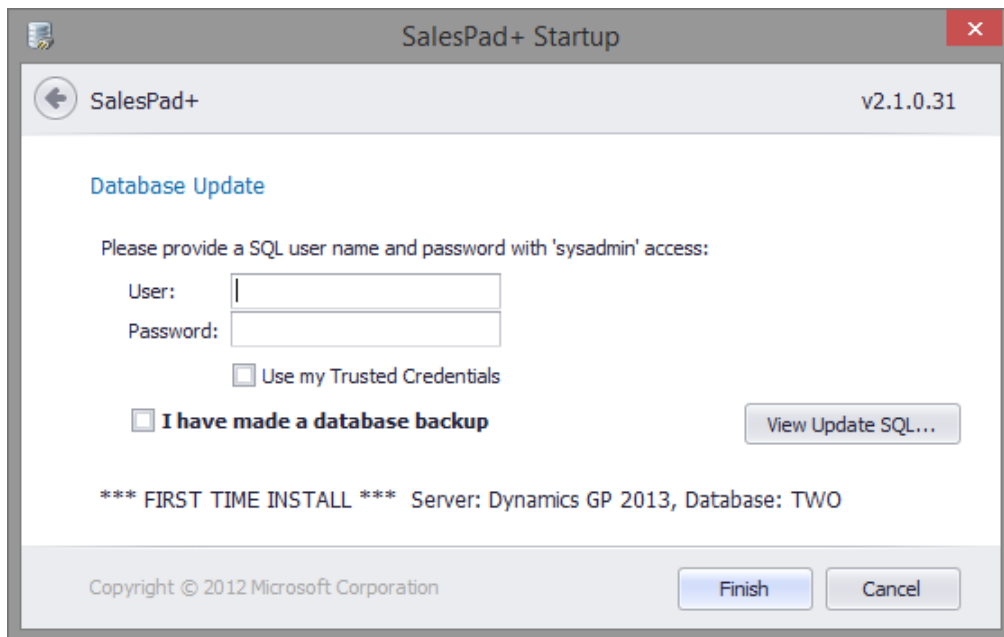 SalesPad+ Startup
SalesPad+ v2.1.0.31
Database Update
Please provide a SQL user name and password with 'sysadmin' access:
User:
Password:
Use my Trusted Credentials
I have made a database backup
View Update SQL...
*** FIRST TIME INSTALL *** Server: Dynamics GP 2013, Database: TWO
Copyright © 2012 Microsoft Corporation
Finish Cancel